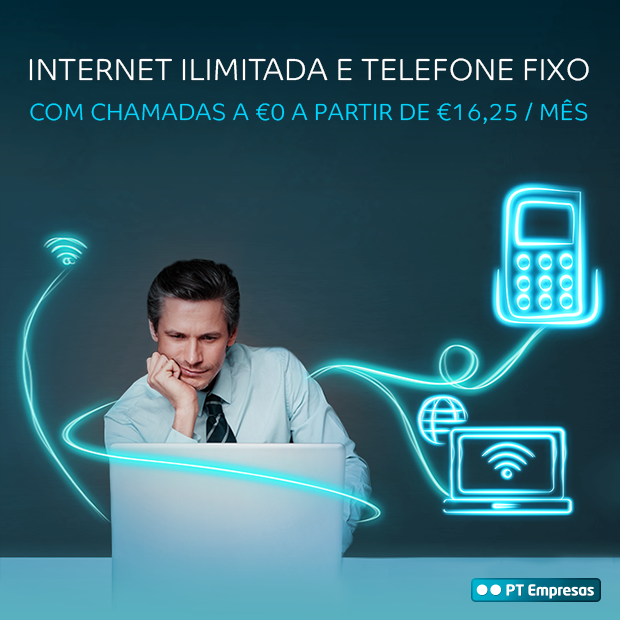 INTERNET ILIMITADA E TELEFONE FIXO
COM CHAMADAS A €0 A PARTIR DE €16,25 / MÊS
PT Empresas